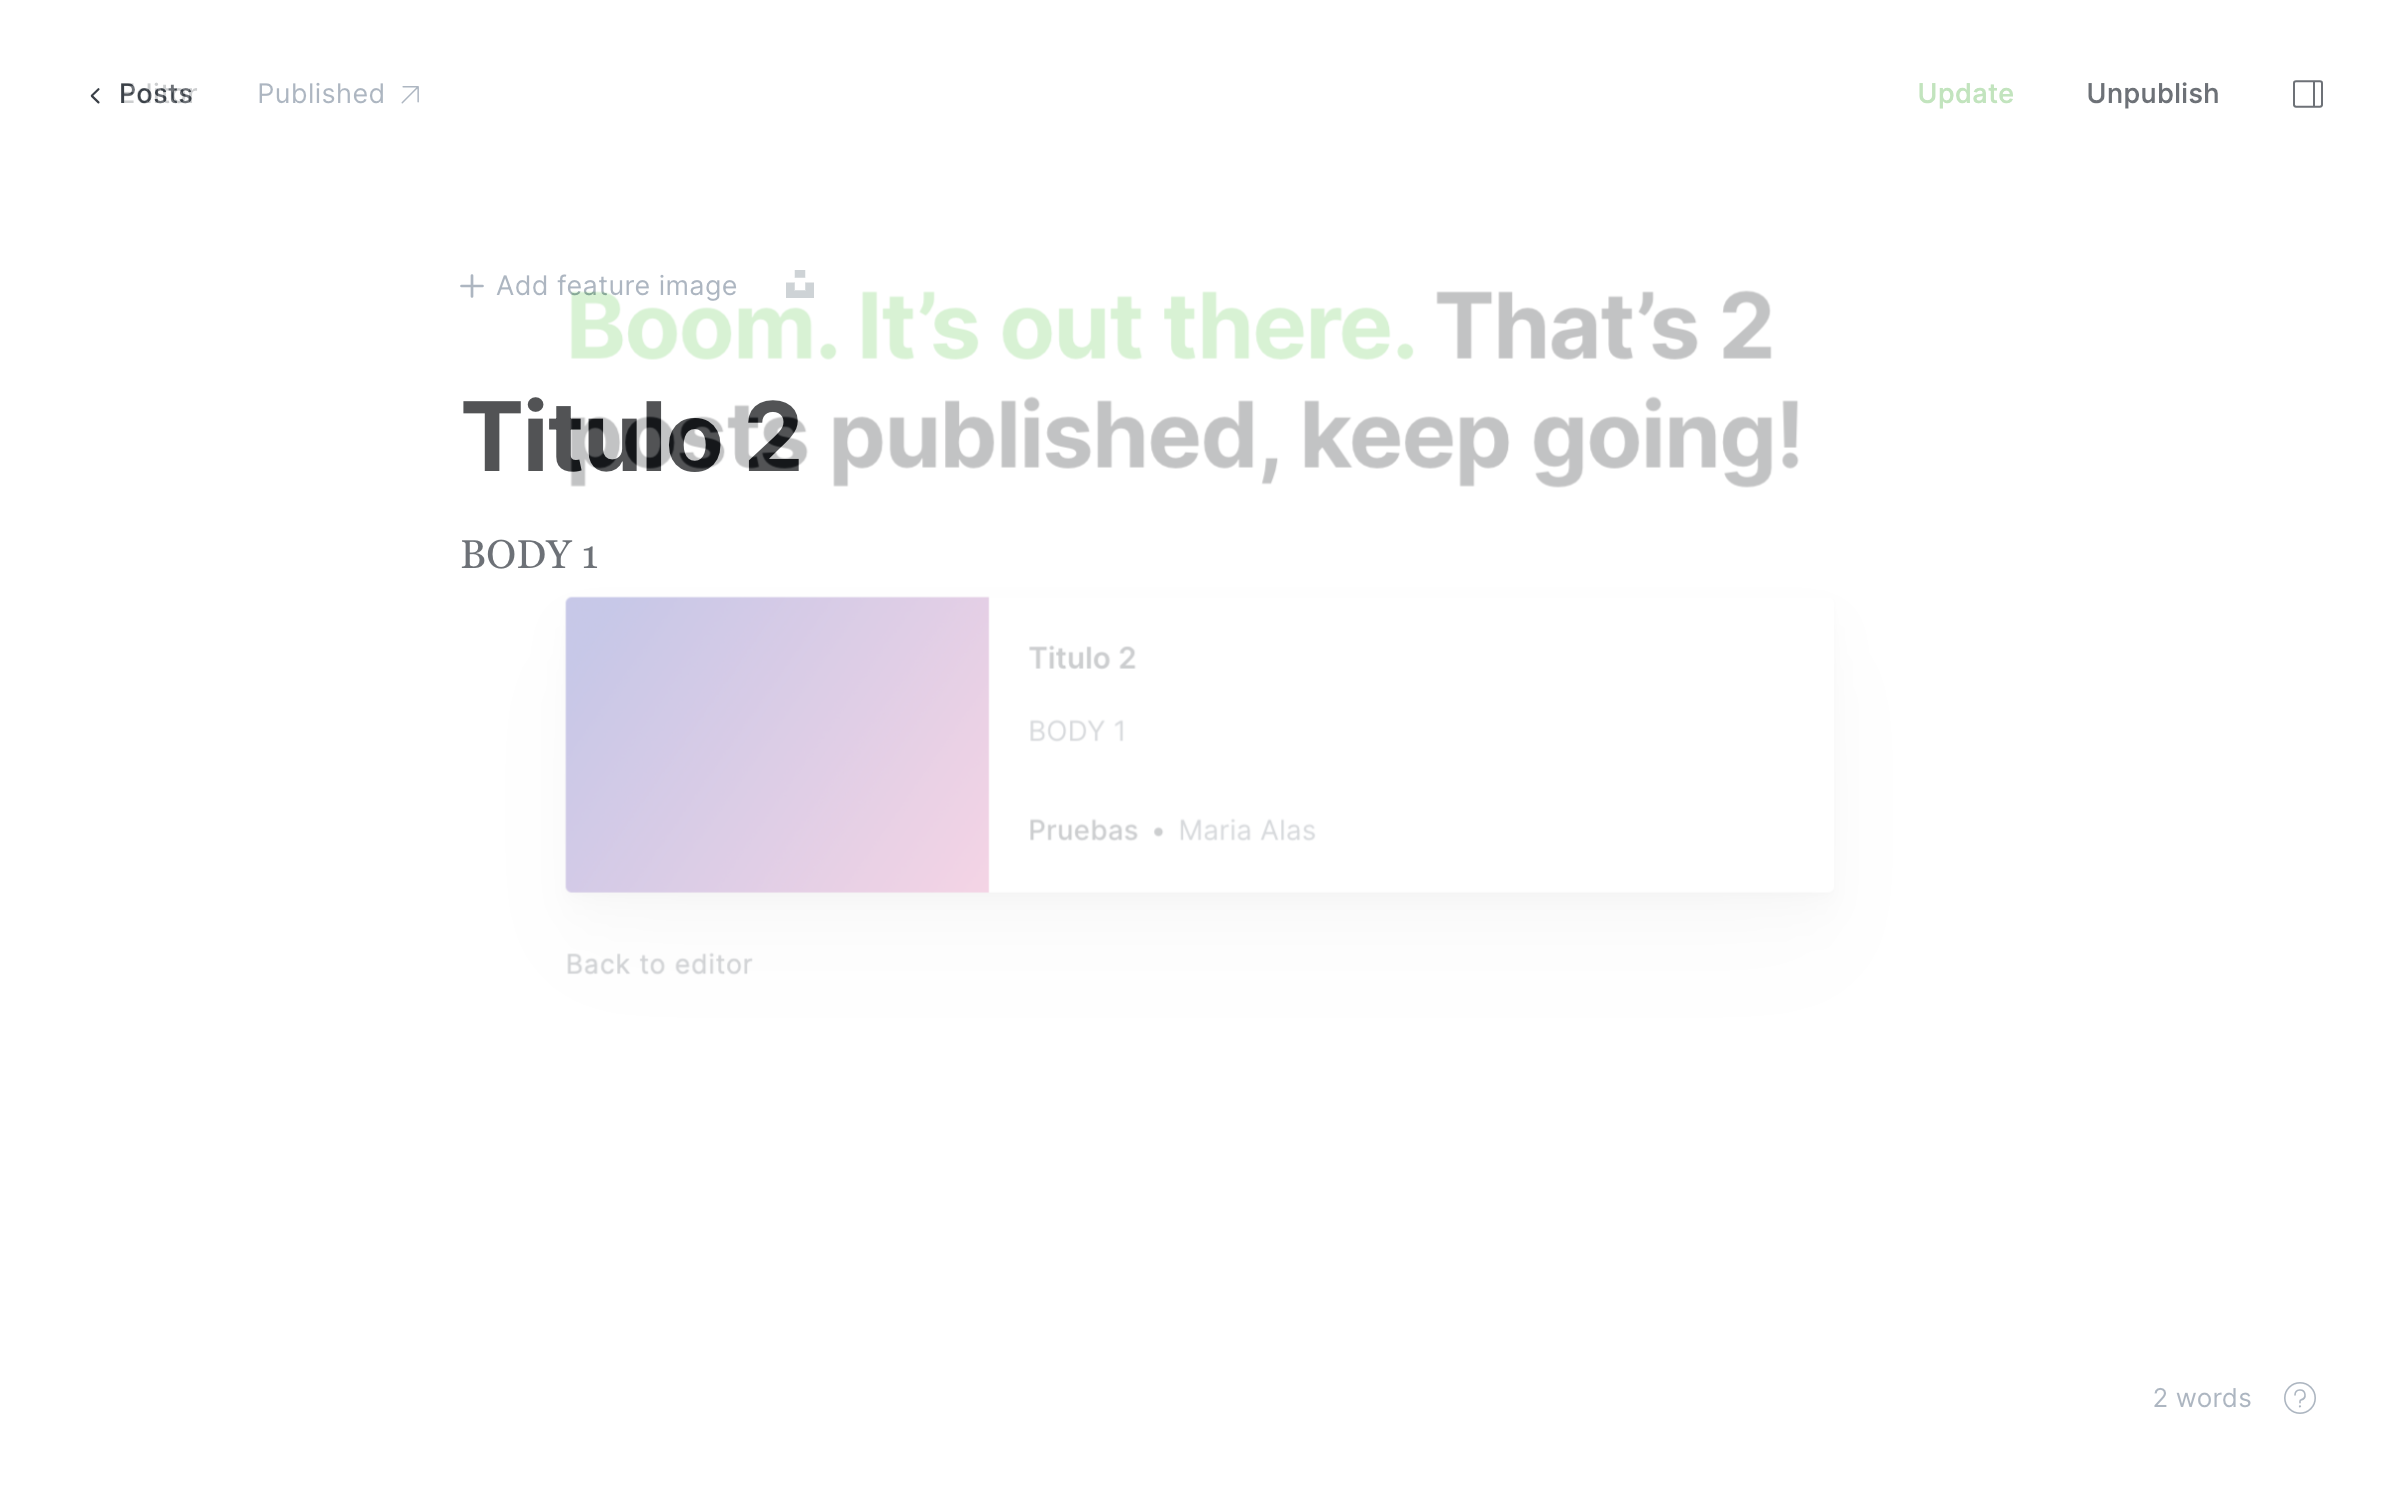 Posts
Editor
Published
Update
Unpublish
Add feature image
Boom. It’s out there. That’s 2
posts published, keep going!
Titulo 2
BODY 1
Titulo 2
BODY 1
Pruebas • Maria Alas
Back to editor
2 words
?